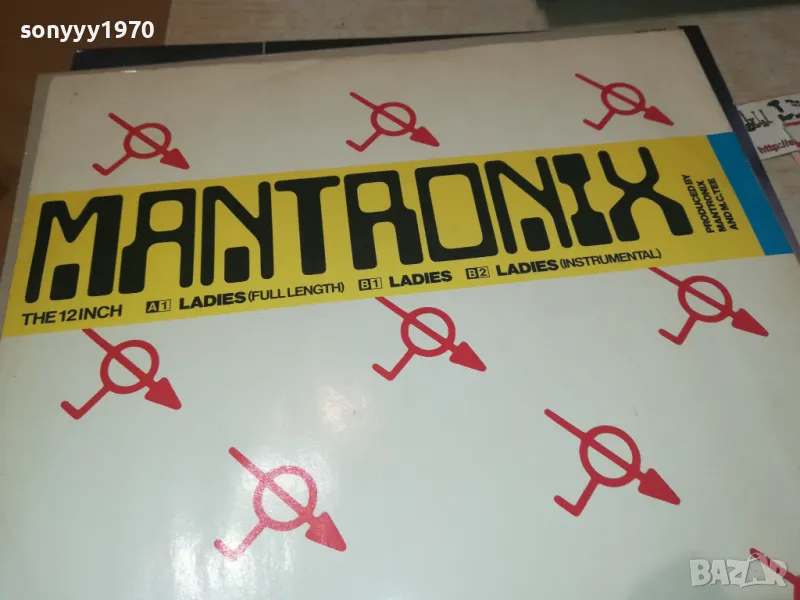 sonyyy1970
MANTRONIX
PRODUCED BY
MANTRONIX
AND M.C.TEE
THE 12 INCH A1 LADIES (FULL LENGTH) B1 LADIES B2 LADIES (INSTRUMENTAL)
BAZAR